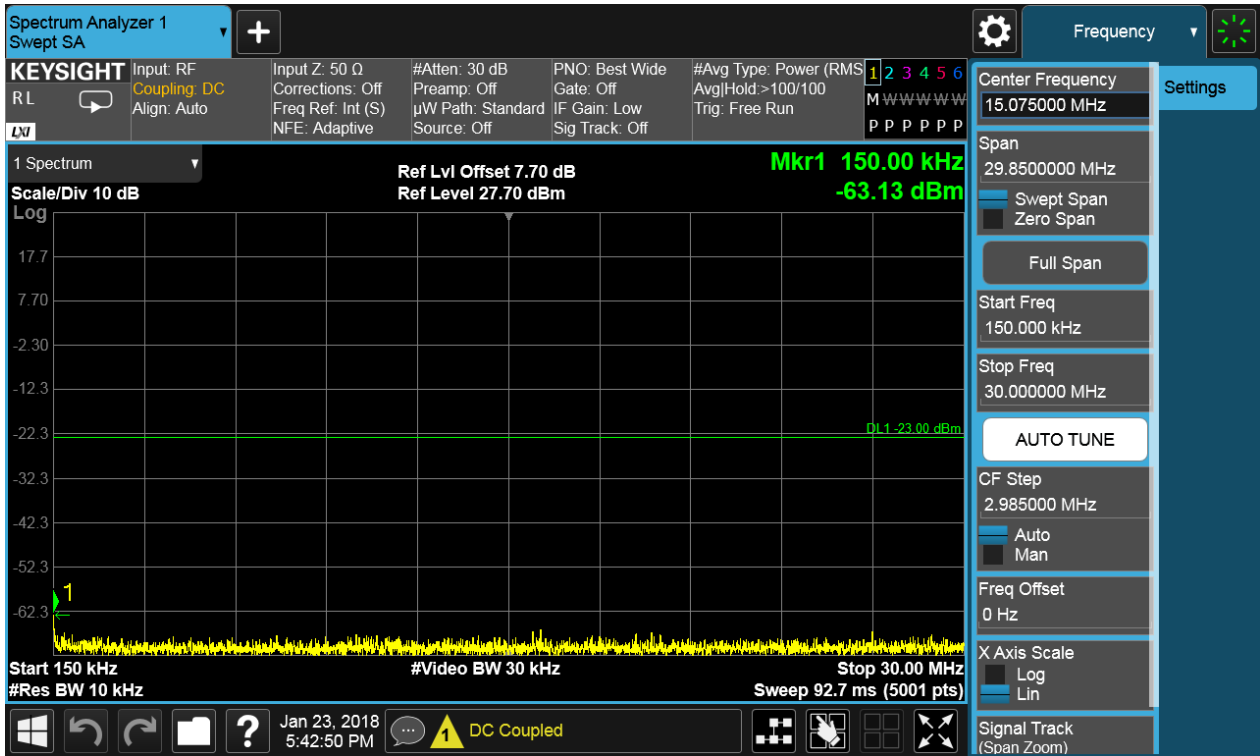 Spectrum Analyzer 1
Swept SA
Frequency
KEYSIGHT
RL
LXI
Input: RF
Coupling: DC
Align: Auto
Input Z: 50 Ω
Corrections: Off
Freq Ref: Int (S)
NFE: Adaptive
#Atten: 30 dB
Preamp: Off
µW Path: Standard
Source: Off
PNO: Best Wide
Gate: Off
IF Gain: Low
Sig Track: Off
#Avg Type: Power (RMS
Avg|Hold:>100/100
Trig: Free Run
1 2 3 4 5 6
M W W W W W
P P P P P P
1 Spectrum
Scale/Div 10 dB
Log
Ref Lvl Offset 7.70 dB
Ref Level 27.70 dBm
Mkr1 150.00 kHz
-63.13 dBm
17.7
7.70
-2.30
-12.3
-22.3
DL1 -23.00 dBm
-32.3
-42.3
-52.3
1
-62.3
Start 150 kHz
#Video BW 30 kHz
Stop 30.00 MHz
#Res BW 10 kHz
Sweep 92.7 ms (5001 pts)
?
Jan 23, 2018
5:42:50 PM
1
DC Coupled
Center Frequency
15.075000 MHz
Span
29.8500000 MHz
Swept Span
Zero Span
Full Span
Start Freq
150.000 kHz
Stop Freq
30.000000 MHz
AUTO TUNE
CF Step
2.985000 MHz
Auto
Man
Freq Offset
0 Hz
X Axis Scale
Log
Lin
Signal Track
(Span Zoom)
Settings